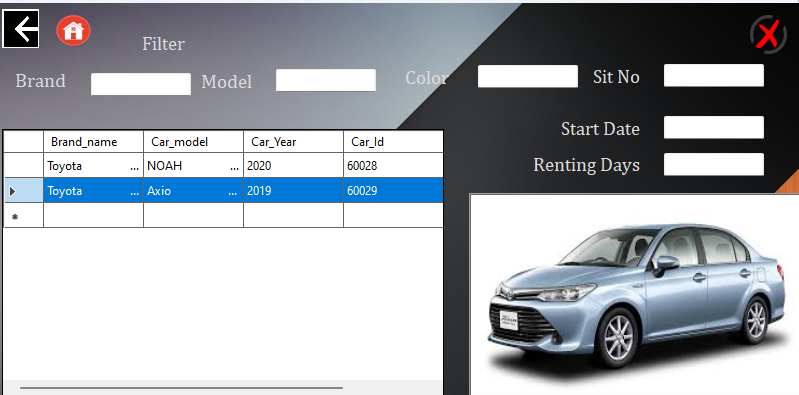 Filter
Brand
Model
Color
Sit No
Start Date
Renting Days
Brand_name Car_model Car_Year Car_Id
Toyota ... NOAH ... 2020 60028
Toyota ... Axio ... 2019 60029